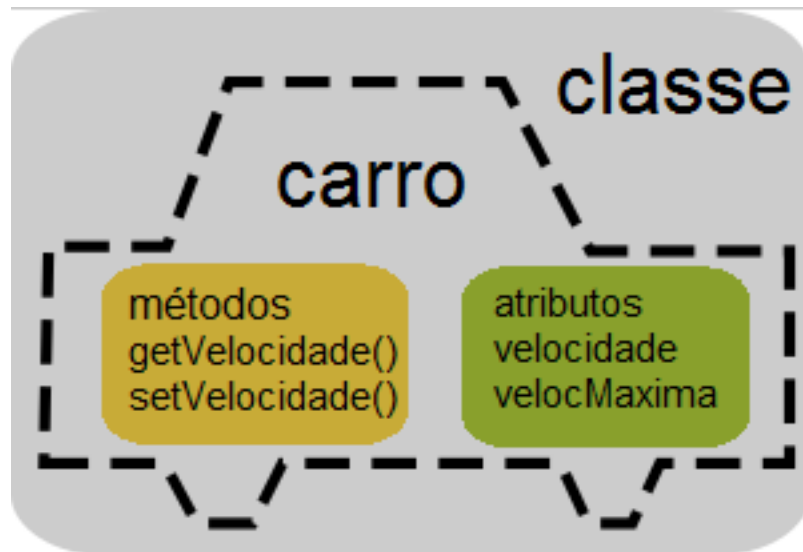 classe
carro
métodos
getVelocidade()
setVelocidade()
atributos
velocidade
velocMaxima